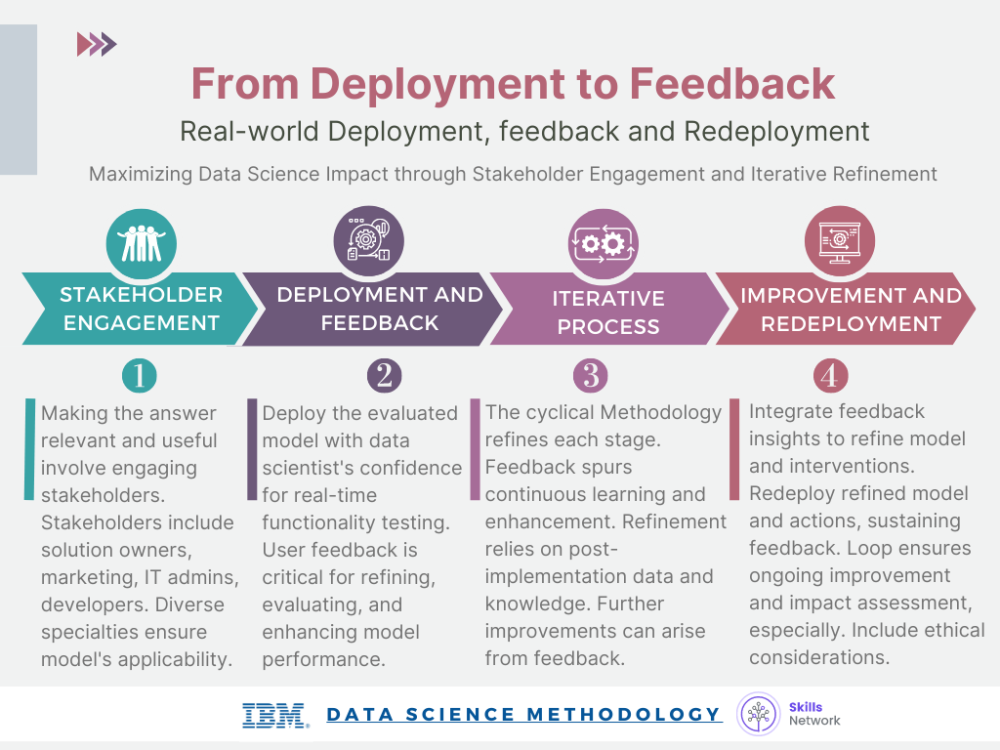 From Deployment to Feedback
Real-world Deployment, feedback and Redeployment
Maximizing Data Science Impact through Stakeholder Engagement and Iterative Refinement
STAKEHOLDER
ENGAGEMENT
1
Making the answer
relevant and useful
involve engaging
stakeholders.
Stakeholders include
solution owners,
marketing, IT admins,
developers. Diverse
specialties ensure
model's applicability.
DEPLOYMENT AND
FEEDBACK
2
Deploy the evaluated
model with data
scientist's confidence
for real-time
functionality testing.
User feedback is
critical for refining,
evaluating, and
enhancing model
performance.
ITERATIVE
PROCESS
3
The cyclical Methodology
refines each stage.
Feedback spurs
continuous learning and
enhancement. Refinement
relies on post-
implementation data and
knowledge. Further
improvements can arise
from feedback.
IMPROVEMENT AND
REDEPLOYMENT
4
Integrate feedback
insights to refine model
and interventions.
Redeploy refined model
and actions, sustaining
feedback. Loop ensures
ongoing improvement
and impact assessment,
especially. Include ethical
considerations.
IBM®
DATA SCIENCE METHODOLOGY
Skills
Network